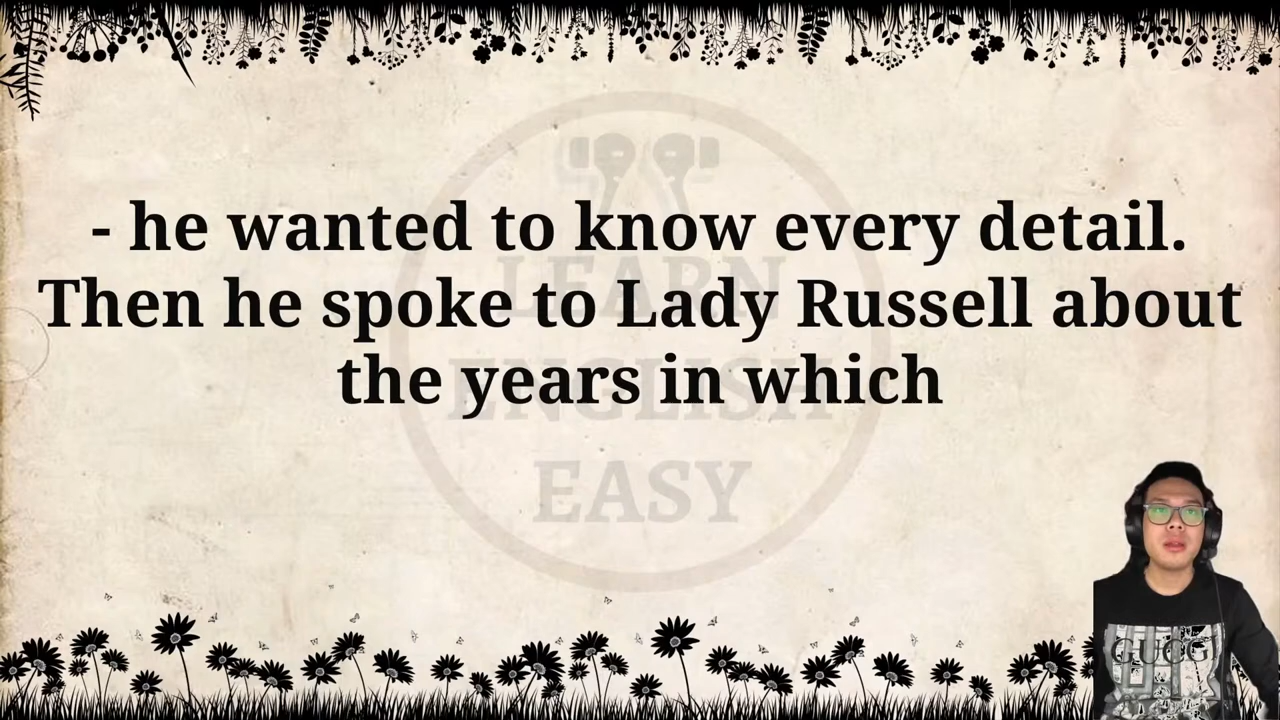 - he wanted to know every detail.
Then he spoke to Lady Russell about
the years in which
LEARN
ENGLISH
EASY
GUCCI